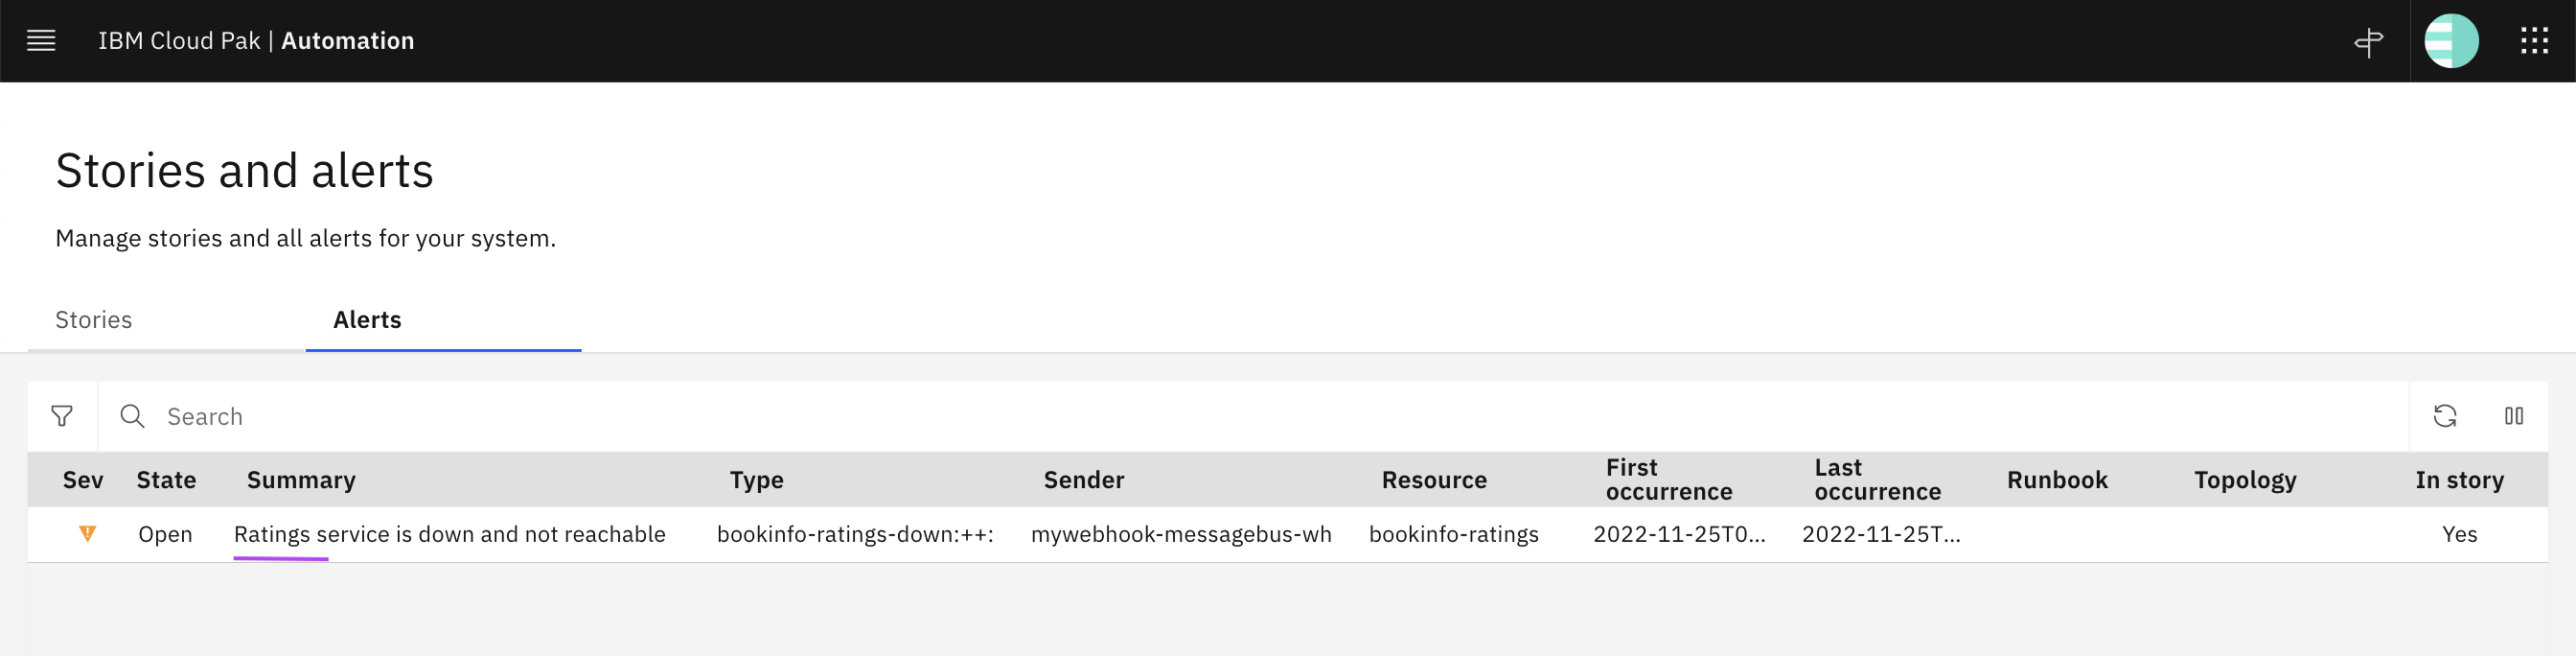 IBM Cloud Pak | Automation
Stories and alerts
Manage stories and all alerts for your system.
Stories Alerts
Search
Sev State Summary Type Sender Resource First occurrence Last occurrence Runbook Topology In story
Open Ratings service is down and not reachable bookinfo-ratings-down:++: mywebhook-messagebus-wh bookinfo-ratings 2022-11-25T0... 2022-11-25T... Yes